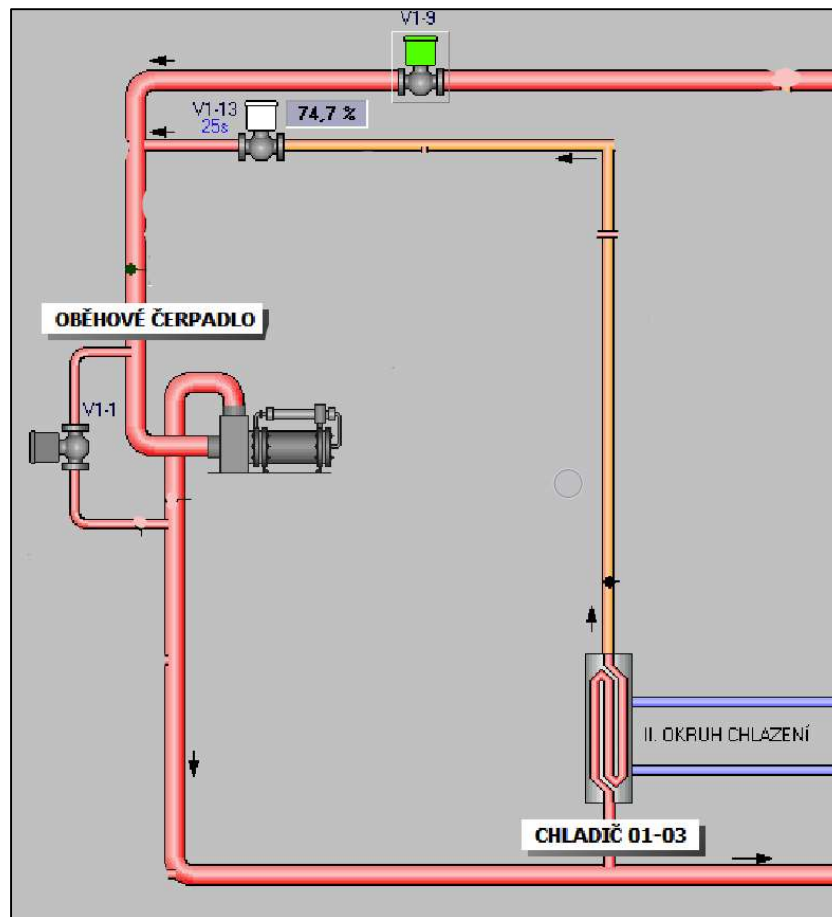 V1-9
V1-13
74,7 %
25s
OBĚHOVÉ ČERPADLO
V1-1
II. OKRUH CHLAZENÍ
CHLADIČ 01-03